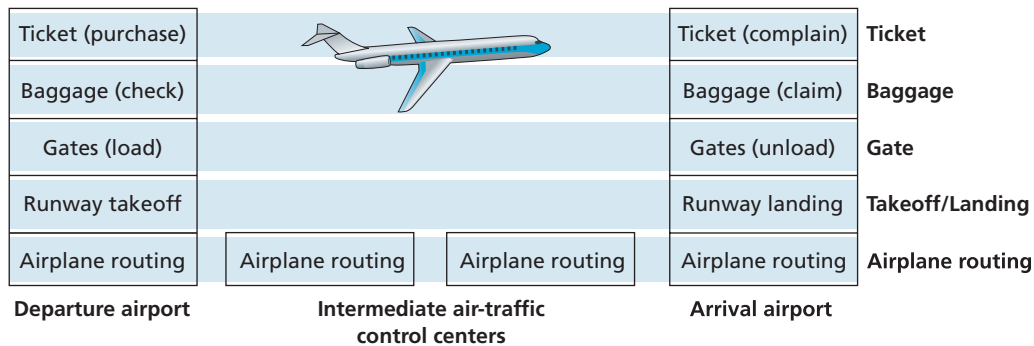 Ticket (purchase)
Ticket (complain)
Ticket
Baggage (check)
Baggage (claim)
Baggage
Gates (load)
Gates (unload)
Gate
Runway takeoff
Runway landing
Takeoff/Landing
Airplane routing
Airplane routing
Airplane routing
Airplane routing
Airplane routing
Departure airport
Intermediate air-traffic
control centers
Arrival airport